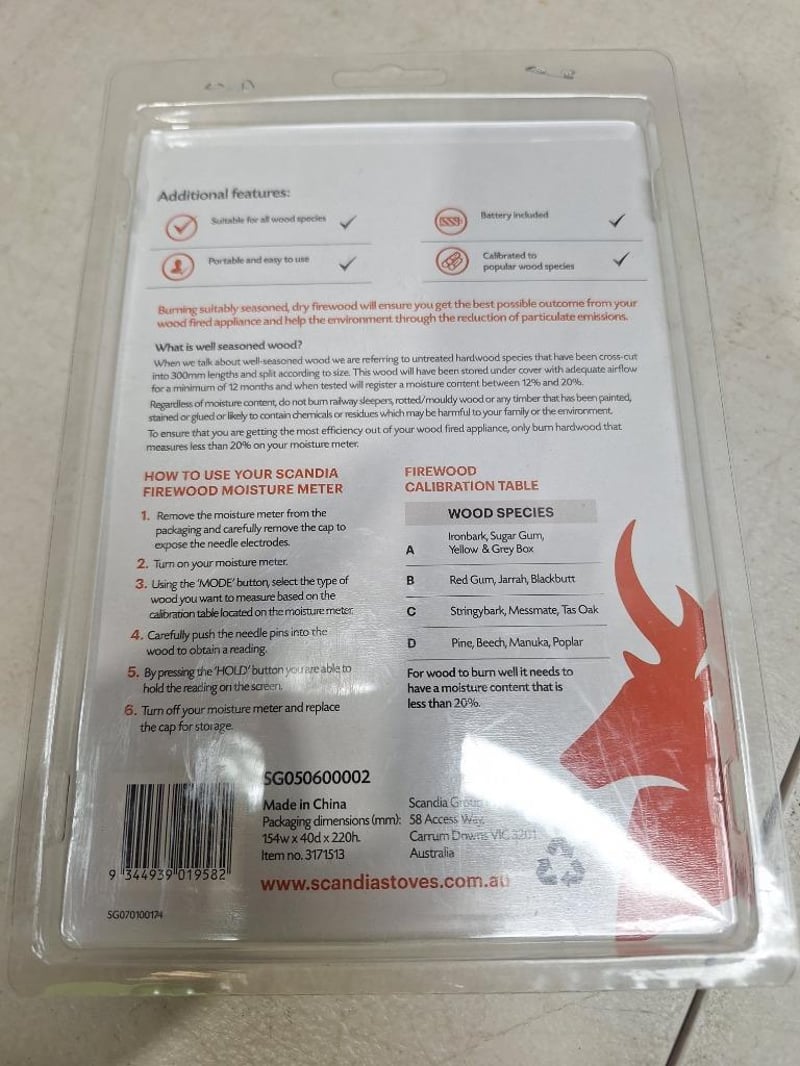 Additional features:
Suitable for all wood species
Battery included
Portable and easy to use
Calibrated to
popular wood species
Burning suitably seasoned, dry firewood will ensure you get the best possible outcome from your
wood fired appliance and help the environment through the reduction of particulate emissions.
What is well seasoned wood?
When we talk about well-seasoned wood we are referring to untreated hardwood species that have been cross-cut
into 300mm lengths and split according to size. This wood will have been stored under cover with adequate airflow
for a minimum of 12 months and when tested will register a moisture content between 12% and 20%.
Regardless of moisture content, do not burn railway sleepers, rotted/mouldy wood or any timber that has been painted,
stained or glued or likely to contain chemicals or residues which may be harmful to your family or the environment.
To ensure that you are getting the most efficiency out of your wood fired appliance, only burn hardwood that
measures less than 20% on your moisture meter.
HOW TO USE YOUR SCANDIA
FIREWOOD MOISTURE METER
1. Remove the moisture meter from the
packaging and carefully remove the cap to
expose the needle electrodes.
2. Turn on your moisture meter.
3. Using the 'MODE' button, select the type of
wood you want to measure based on the
calibration table located on the moisture meter.
4. Carefully push the needle pins into the
wood to obtain a reading.
5. By pressing the 'HOLD' button you are able to
hold the reading on the screen.
6. Turn off your moisture meter and replace
the cap for storage.
FIREWOOD
CALIBRATION TABLE
WOOD SPECIES
A Ironbark, Sugar Gum,
Yellow & Grey Box
B Red Gum, Jarrah, Blackbutt
C Stringybark, Messmate, Tas Oak
D Pine, Beech, Manuka, Poplar
For wood to burn well it needs to
have a moisture content that is
less than 20%.
9 344939 019582
SG070100174
SG050600002
Made in China
Packaging dimensions (mm):
154w x 40d x 220h.
Item no. 3171513
Scandia Group
58 Access Way,
Carrum Downs VIC 3201
Australia
www.scandiastoves.com.au